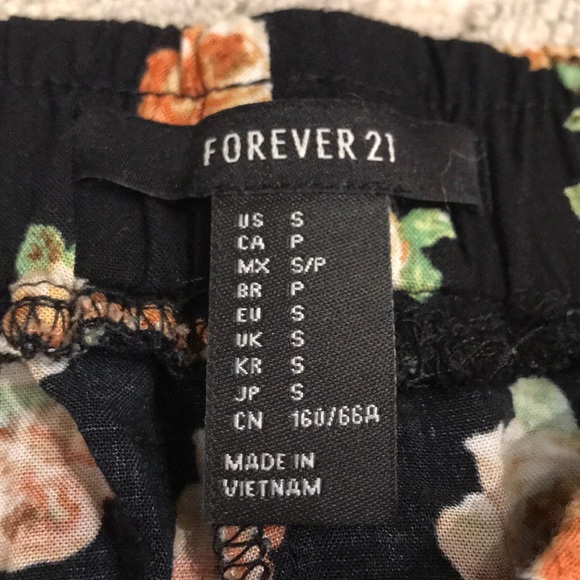 FOREVER 21
US S
CA P
MX S/P
BR P
EU S
UK S
KR S
JP S
CN 160/66A
MADE IN
VIETNAM